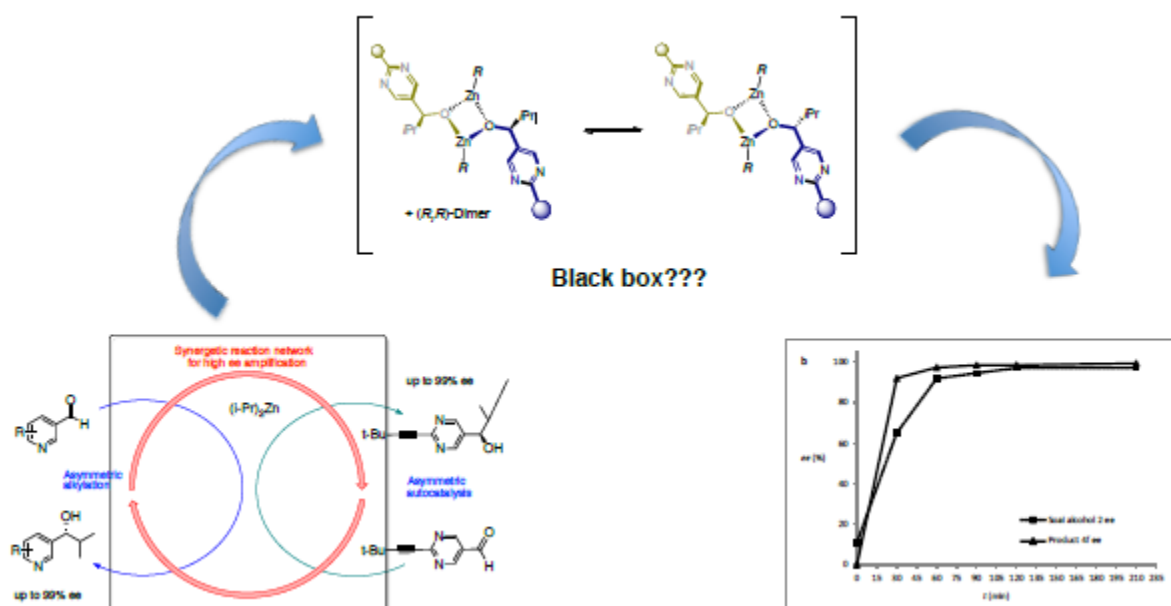 N
N
R
Zn
O
O
iPr
Zn
R
iPr
N
N
+ (R,R)-Dimer
N
N
R
Zn
O
O
iPr
Zn
R
iPr
N
N
Black box???
Synergetic reaction network
for high ee amplification
(i-Pr)2Zn
O
H
R
N
Asymmetric
alkylation
OH
R
N
up to 99% ee
up to 99% ee
t-Bu
N
N
OH
Asymmetric
autocatalysis
t-Bu
N
N
O
H
b
100
80
60
40
20
0
ee (%)
Soai alcohol 2 ee
Product 4f ee
0 15 30 45 60 75 90 105 120 135 150 165 180 195 210 225
t (min)